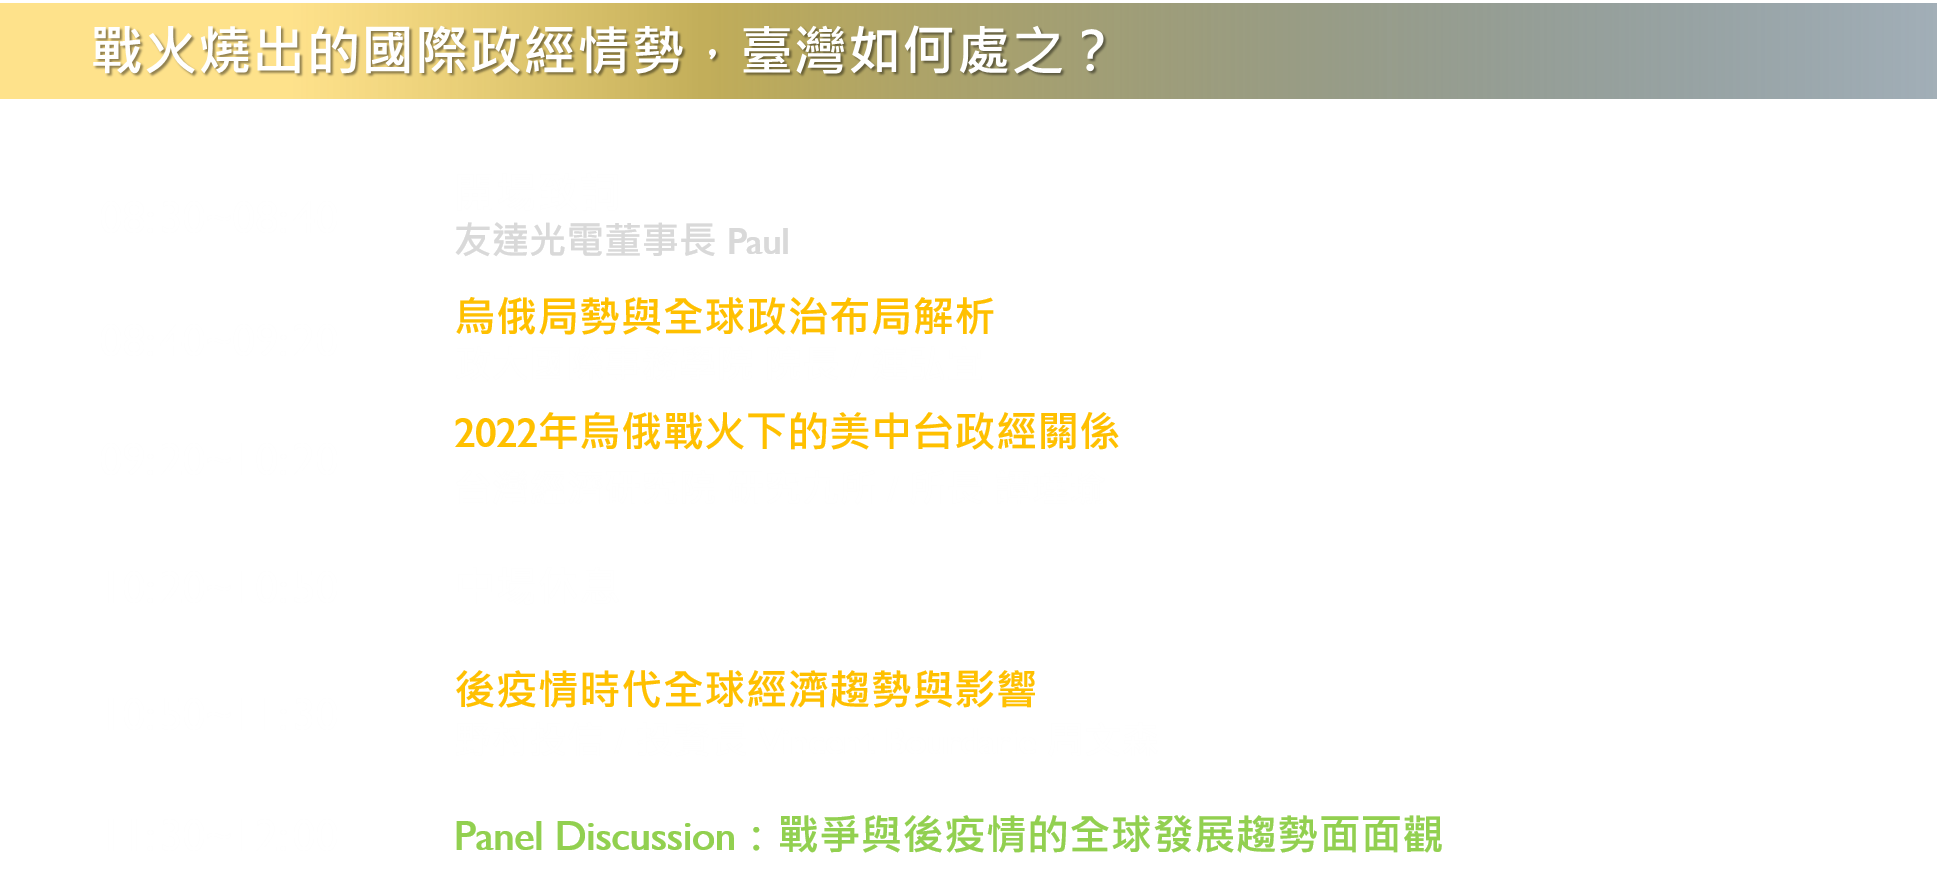 戰火燒出的國際政經情勢，臺灣如何處之？
友達光電董事長 Paul
烏俄局勢與全球政治布局解析
2022年烏俄戰火下的美中台政經關係
後疫情時代全球經濟趨勢與影響
Panel Discussion：戰爭與後疫情的全球發展趨勢面面觀